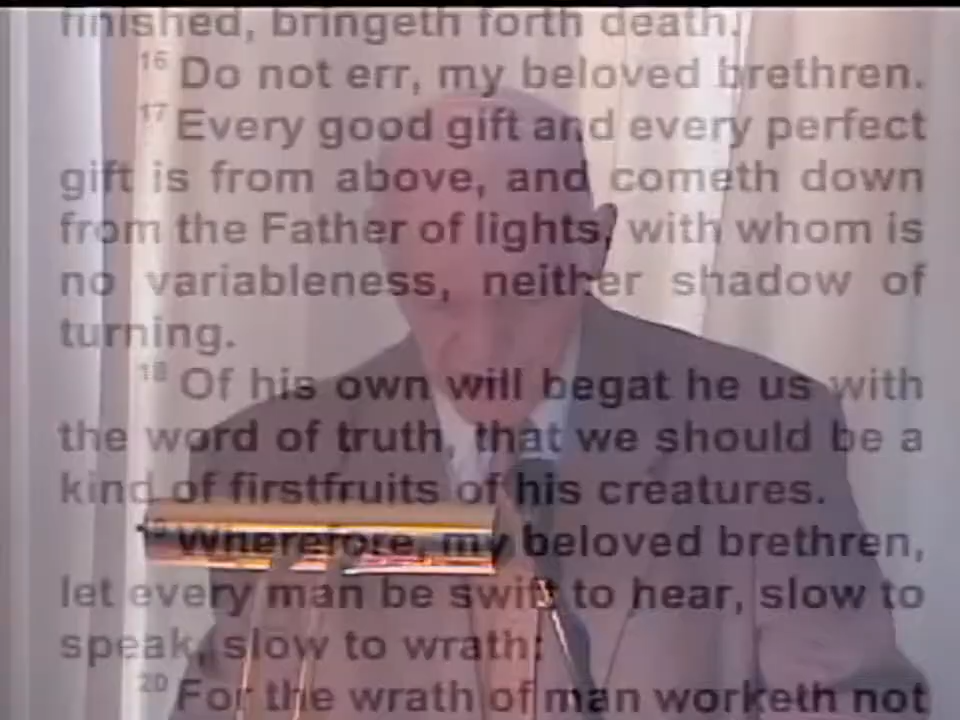 finished, bringeth forth death.
16 Do not err, my beloved brethren.
17 Every good gift and every perfect
gift is from above, and cometh down
from the Father of lights, with whom is
no variableness, neither shadow of
turning.
18 Of his own will begat he us with
the word of truth, that we should be a
kind of firstfruits of his creatures.
19 Wherefore, my beloved brethren,
let every man be swift to hear, slow to
speak, slow to wrath:
20 For the wrath of man worketh not